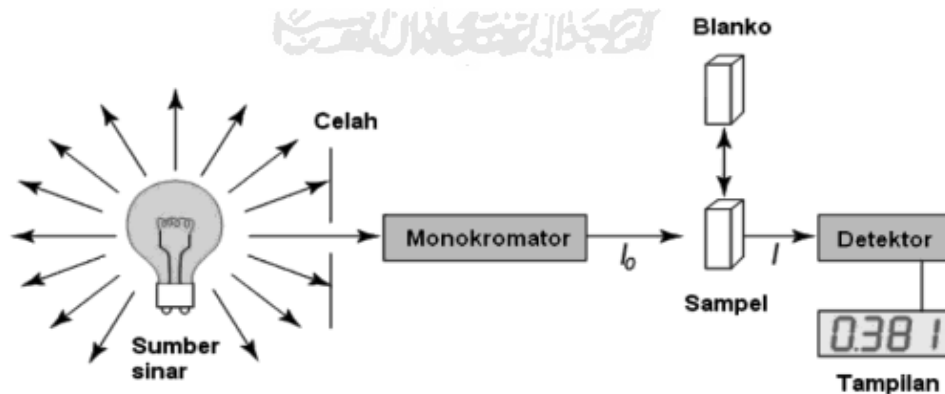 Blanko
Celah
Monokromator
I₀
I
Detektor
Sampel
0.381
Sumber
sinar
Tampilan